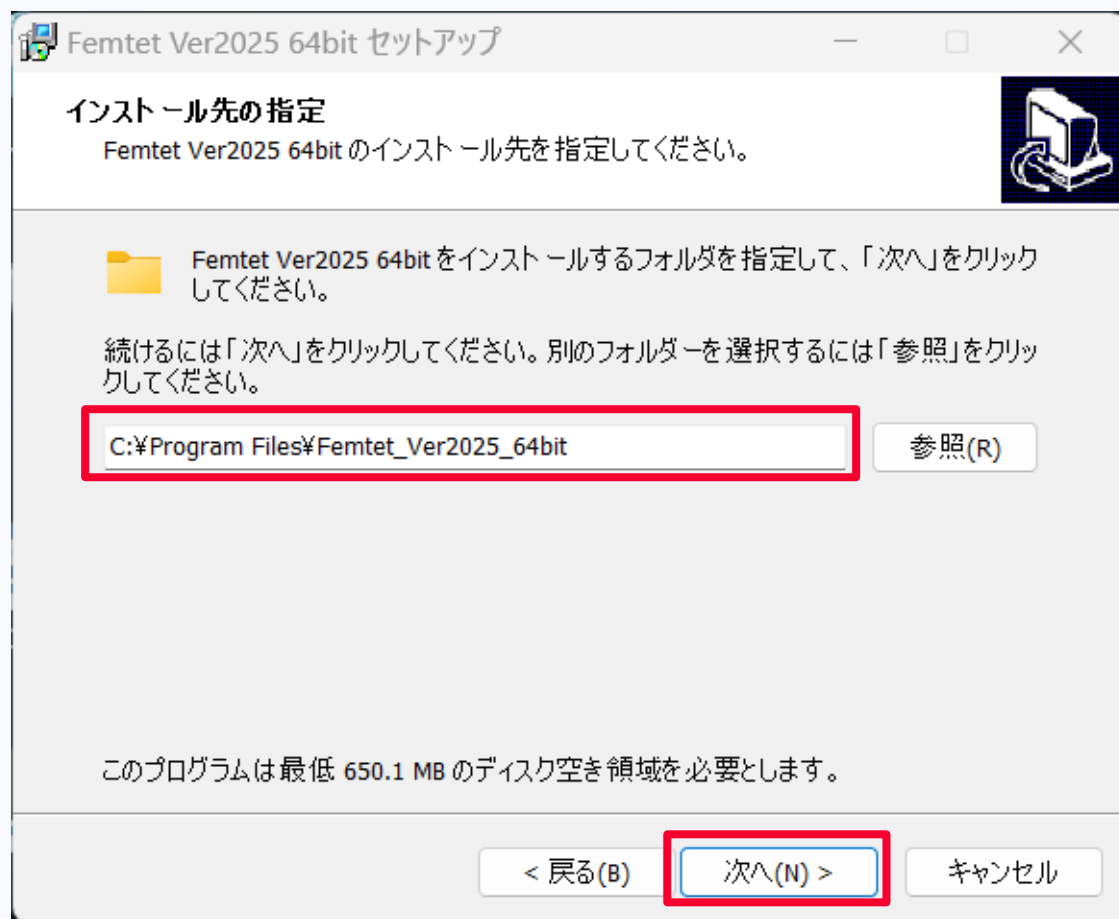 Femtet Ver2025 64bit セットアップ
インストール先の指定
Femtet Ver2025 64bit のインストール先を指定してください。
Femtet Ver2025 64bit をインストールするフォルダを指定して、「次へ」をクリック
してください。
続けるには「次へ」をクリックしてください。別のフォルダーを選択するには「参照」をクリッ
クしてください。
C:¥Program Files¥Femtet_Ver2025_64bit
参照(R)
このプログラムは最低 650.1 MB のディスク空き領域を必要とします。
< 戻る(B)
次へ(N) >
キャンセル